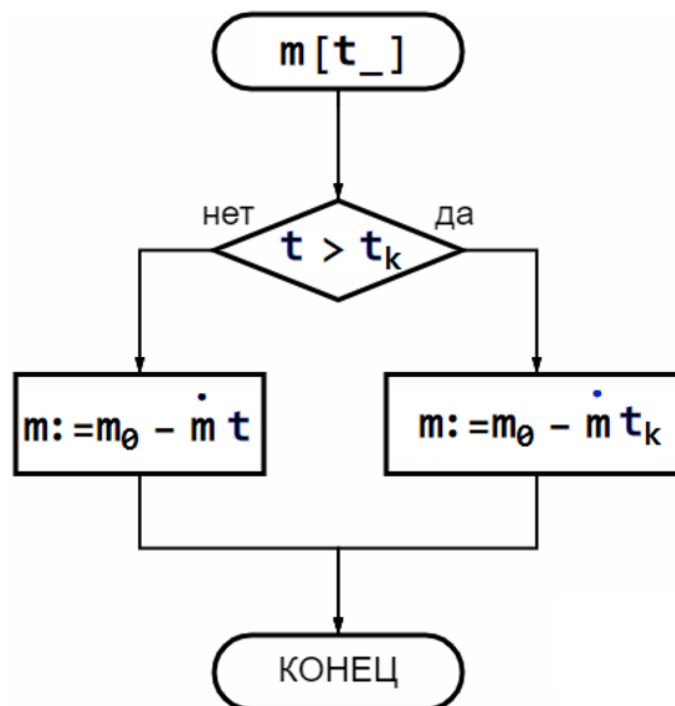 m[t_]
нет
да
t > tₖ
m:=m₀ - ṁ t
m:=m₀ - ṁ tₖ
КОНЕЦ